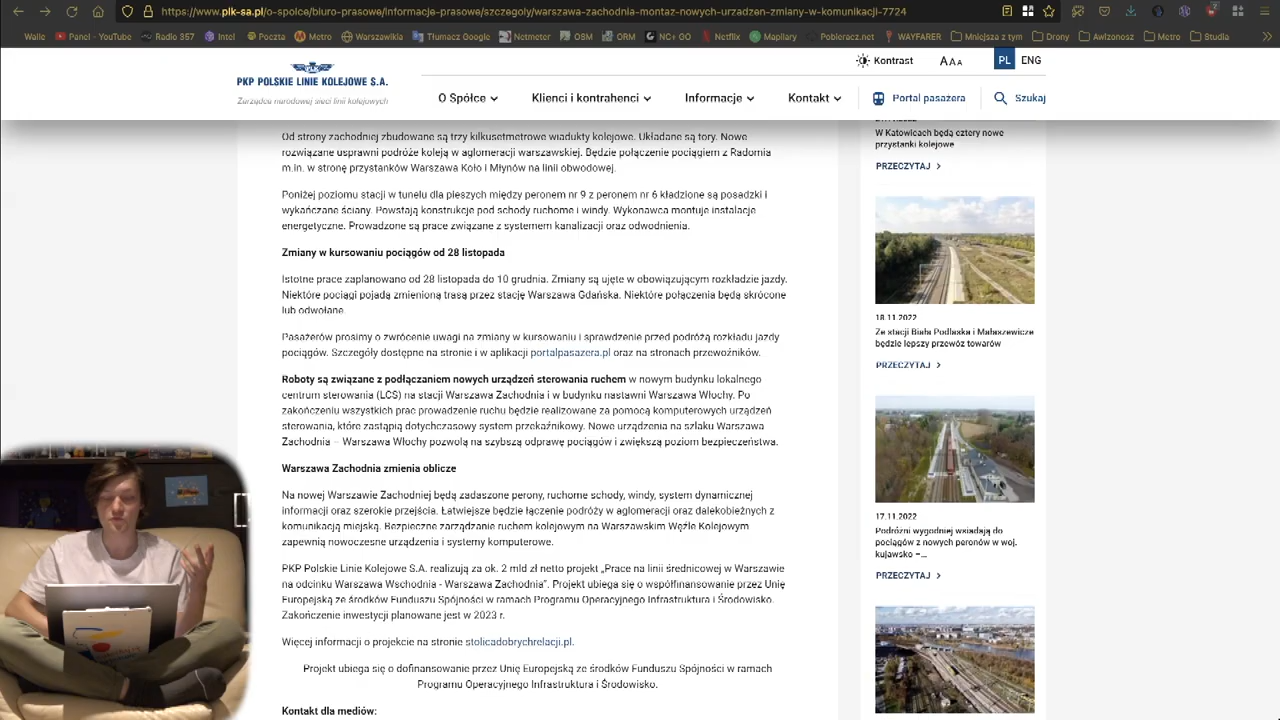 https://www.plk-sa.pl/o-spolce/biuro-prasowe/informacje-prasowe/szczegoly/warszawa-zachodnia-montaz-nowych-urzadzen-zmiany-w-komunikacji-7724
Walle Panel - YouTube Radio 357 Intel Poczta Metro Warszawikia Tłumacz Google Netmeter OSM ORM NC+ GO Netflix Mapillary Pobieracz.net WAYFARER Metro w tym miejscu Drony Awizonosz Metro Studla
PKP POLSKIE LINIE KOLEJOWE S.A.
Zarządca narodowej sieci linii kolejowych
Kontrast AAA PL ENG
O Spółce Klienci i kontrahenci Informacje Kontakt Portal pasażera Szukaj
Od strony zachodniej zbudowane są trzy kilkusetmetrowe wiadukty kolejowe. Układane są tory. Nowe
rozwiązane usprawni podróże koleją w aglomeracji warszawskiej. Będzie połączenie pociągiem z Radomia
m.in. w stronę przystanków Warszawa Koło i Młynów na linii obwodowej.
Poniżej poziomu stacji w tunelu dla pieszych między peronem nr 9 z peronem nr 6 kładzione są posadzki i
wykańczane ściany. Powstają konstrukcje pod schody ruchome i windy. Wykonawca montuje instalacje
energetyczne. Prowadzone są prace związane z systemem kanalizacji oraz odwodnienia.
Zmiany w kursowaniu pociągów od 28 listopada
Istotne prace zaplanowano od 28 listopada do 10 grudnia. Zmiany są ujęte w obowiązującym rozkładzie jazdy.
Niektóre pociągi pojadą zmienioną trasą przez stację Warszawa Gdańska. Niektóre połączenia będą skrócone
lub odwołane.
Pasażerów prosimy o zwrócenie uwagi na zmiany w kursowaniu i sprawdzenie przed podróżą rozkładu jazdy
pociągów. Szczegóły dostępne na stronie i w aplikacji portalpasazera.pl oraz na stronach przewoźników.
Roboty są związane z podłączaniem nowych urządzeń sterowania ruchem w nowym budynku lokalnego
centrum sterowania (LCS) na stacji Warszawa Zachodnia i w budynku nastawni Warszawa Włochy. Po
zakończeniu wszystkich prac prowadzenie ruchu będzie realizowane za pomocą komputerowych urządzeń
sterowania, które zastąpią dotychczasowy system przekaźnikowy. Nowe urządzenia na szlaku Warszawa
Zachodnia – Warszawa Włochy pozwolą na szybszą odprawę pociągów i zwiększą poziom bezpieczeństwa.
Warszawa Zachodnia zmienia oblicze
Na nowej Warszawie Zachodniej będą zadaszone perony, ruchome schody, windy, system dynamicznej
informacji oraz szerokie przejścia. Łatwiejsze będzie łączenie podróży w aglomeracji oraz dalekobieżnych z
komunikacją miejską. Bezpieczne zarządzanie ruchem kolejowym na Warszawskim Węźle Kolejowym
zapewnią nowoczesne urządzenia i systemy komputerowe.
PKP Polskie Linie Kolejowe S.A. realizują za ok. 2 mld zł netto projekt „Prace na linii średnicowej w Warszawie
na odcinku Warszawa Wschodnia - Warszawa Zachodnia”. Projekt ubiega się o współfinansowanie przez Unię
Europejską ze środków Funduszu Spójności w ramach Programu Operacyjnego Infrastruktura i Środowisko.
Zakończenie inwestycji planowane jest w 2023 r.
Więcej informacji o projekcie na stronie stolicadobrychrelacji.pl.
Projekt ubiega się o dofinansowanie przez Unię Europejską ze środków Funduszu Spójności w ramach
Programu Operacyjnego Infrastruktura i Środowisko.
Kontakt dla mediów:
W Katowicach będą cztery nowe
przystanki kolejowe
PRZECZYTAJ
18.11.2022
Ze stacji Biała Podlaska i Małaszewicze
będzie lepszy przewóz towarów
PRZECZYTAJ
17.11.2022
Podróżni wygodniej wsiadają do
pociągów z nowych peronów w woj.
kujawsko –...
PRZECZYTAJ